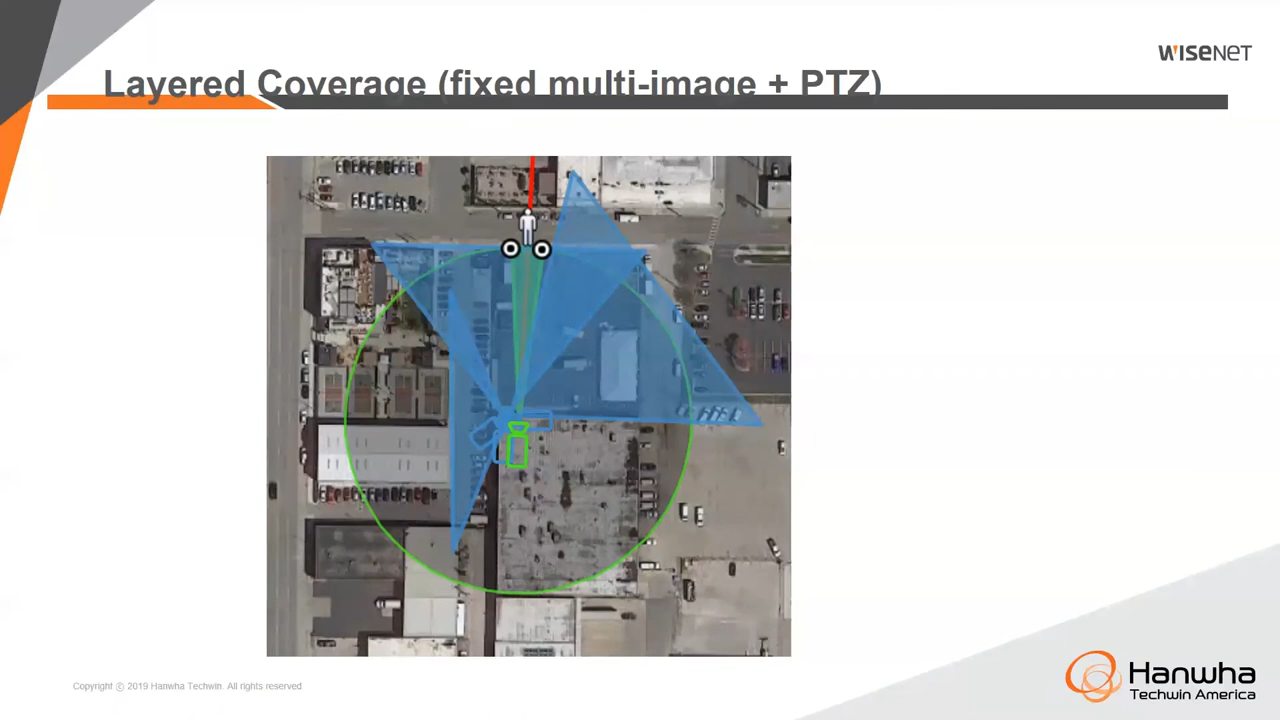 WISENET
Layered Coverage (fixed multi-image + PTZ)
Copyright ⓒ 2019 Hanwha Techwin. All rights reserved
Hanwha
Techwin America